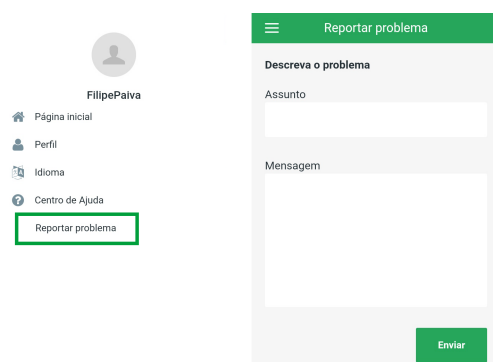 FilipePaiva
Página inicial
Perfil
Idioma
Centro de Ajuda
Reportar problema
Reportar problema
Descreva o problema
Assunto
Mensagem
Enviar